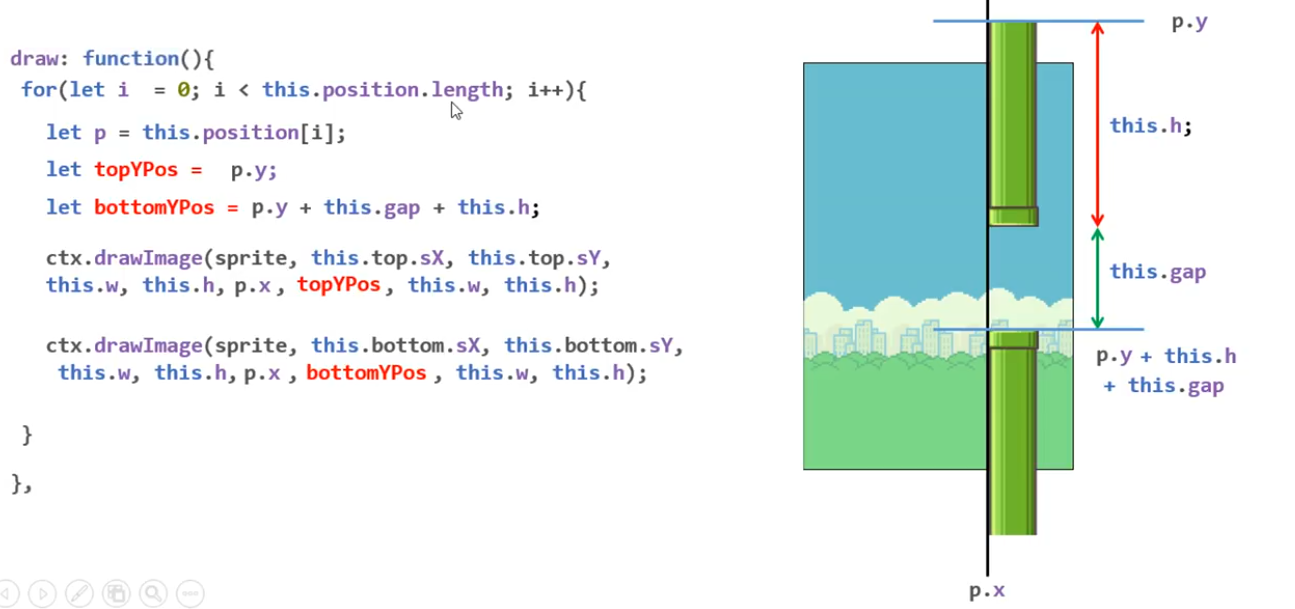 draw: function(){
for(let i = 0; i < this.position.length; i++){
let p = this.position[i];
let topYPos = p.y;
let bottomYPos = p.y + this.gap + this.h;
ctx.drawImage(sprite, this.top.sX, this.top.sY,
this.w, this.h, p.x , topYPos , this.w, this.h);
ctx.drawImage(sprite, this.bottom.sX, this.bottom.sY,
this.w, this.h, p.x , bottomYPos , this.w, this.h);
}
},
p.y
this.h;
this.gap
p.y + this.h
+ this.gap
p.x